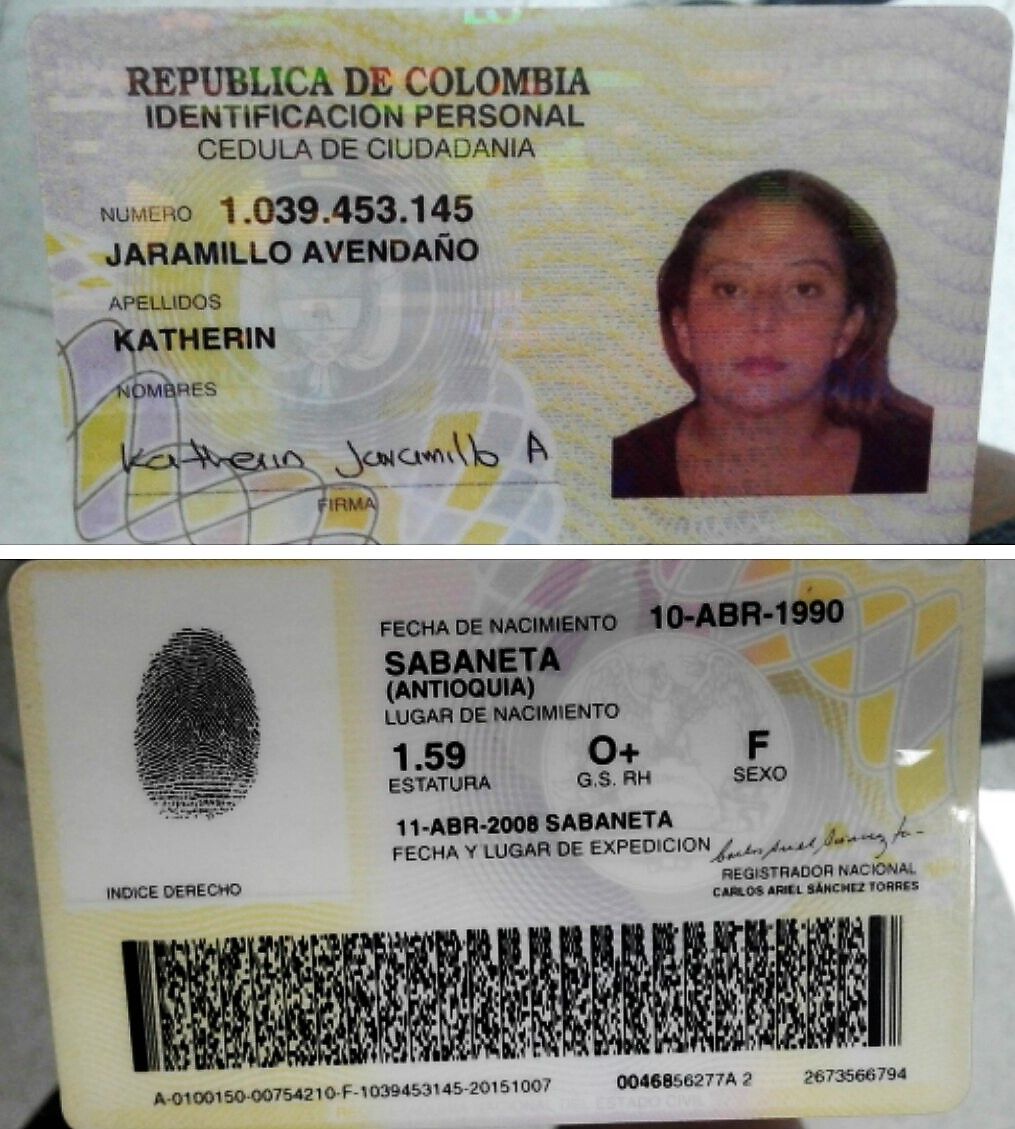 REPUBLICA DE COLOMBIA
IDENTIFICACION PERSONAL
CEDULA DE CIUDADANIA
NUMERO 1.039.453.145
JARAMILLO AVENDAÑO
APELLIDOS
KATHERIN
NOMBRES
Katherin Jaramillo A
FIRMA
FECHA DE NACIMIENTO 10-ABR-1990
SABANETA
(ANTIOQUIA)
LUGAR DE NACIMIENTO
1.59 O+ F
ESTATURA G.S. RH SEXO
11-ABR-2008 SABANETA
FECHA Y LUGAR DE EXPEDICION
INDICE DERECHO
REGISTRADOR NACIONAL
CARLOS ARIEL SÁNCHEZ TORRES
A-0100150-00754210-F-1039453145-20151007 0046856277A 2 2673566794